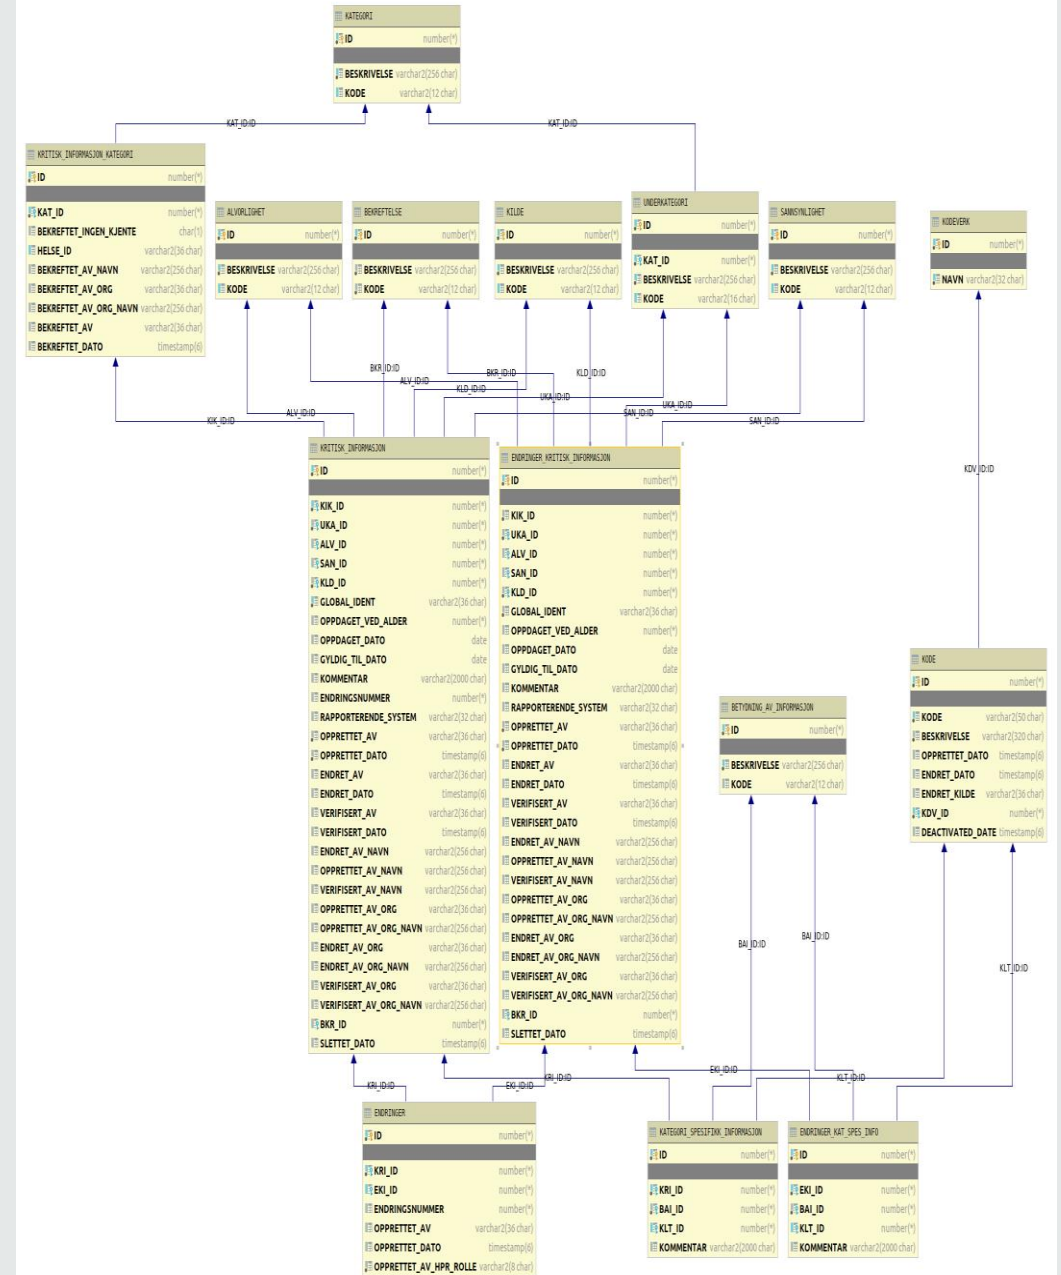 KATEGORI
ID number(*)
BESKRIVELSE varchar2(256 char)
KODE varchar2(12 char)
KAT_ID:ID
KAT_ID:ID
KRITISK_INFORMASJON_KATEGORI
ID number(*)
KAT_ID number(*)
BEKREFTET_INGEN_KJENTE char(1)
HELSE_ID varchar2(36 char)
BEKREFTET_AV_NAVN varchar2(256 char)
BEKREFTET_AV_ORG varchar2(36 char)
BEKREFTET_AV_ORG_NAVN varchar2(256 char)
BEKREFTET_AV varchar2(36 char)
BEKREFTET_DATO timestamp(6)
ALVORLIGHET
ID number(*)
BESKRIVELSE varchar2(256 char)
KODE varchar2(12 char)
BEKREFTELSE
ID number(*)
BESKRIVELSE varchar2(256 char)
KODE varchar2(12 char)
KILDE
ID number(*)
BESKRIVELSE varchar2(256 char)
KODE varchar2(12 char)
UNDERKATEGORI
ID number(*)
KAT_ID number(*)
BESKRIVELSE varchar2(256 char)
KODE varchar2(16 char)
SANNSYNLIGHET
ID number(*)
BESKRIVELSE varchar2(256 char)
KODE varchar2(12 char)
KODEVERK
ID number(*)
NAVN varchar2(32 char)
BKR_ID:ID
BKR_ID:ID
KLD_ID:ID
ALV_ID:ID
KLD_ID:ID
UKA_ID:ID
UKA_ID:ID
ALV_ID:ID
SAN_ID:ID
KIK_ID:ID
SAN_ID:ID
KDV_ID:ID
KRITISK_INFORMASJON
ID number(*)
KIK_ID number(*)
UKA_ID number(*)
ALV_ID number(*)
SAN_ID number(*)
KLD_ID number(*)
GLOBAL_IDENT varchar2(36 char)
OPPDAGET_VED_ALDER number(*)
OPPDAGET_DATO date
GYLDIG_TIL_DATO date
KOMMENTAR varchar2(2000 char)
ENDRINGSNUMMER number(*)
RAPPORTERENDE_SYSTEM varchar2(32 char)
OPPRETTET_AV varchar2(36 char)
OPPRETTET_DATO timestamp(6)
ENDRET_AV varchar2(36 char)
ENDRET_DATO timestamp(6)
VERIFISERT_AV varchar2(36 char)
VERIFISERT_DATO timestamp(6)
ENDRET_AV_NAVN varchar2(256 char)
OPPRETTET_AV_NAVN varchar2(256 char)
VERIFISERT_AV_NAVN varchar2(256 char)
OPPRETTET_AV_ORG varchar2(36 char)
OPPRETTET_AV_ORG_NAVN varchar2(256 char)
ENDRET_AV_ORG varchar2(36 char)
ENDRET_AV_ORG_NAVN varchar2(256 char)
VERIFISERT_AV_ORG varchar2(36 char)
VERIFISERT_AV_ORG_NAVN varchar2(256 char)
BKR_ID number(*)
SLETTET_DATO timestamp(6)
ENDRINGER_KRITISK_INFORMASJON
ID number(*)
KIK_ID number(*)
UKA_ID number(*)
ALV_ID number(*)
SAN_ID number(*)
KLD_ID number(*)
GLOBAL_IDENT varchar2(36 char)
OPPDAGET_VED_ALDER number(*)
OPPDAGET_DATO date
GYLDIG_TIL_DATO date
KOMMENTAR varchar2(2000 char)
RAPPORTERENDE_SYSTEM varchar2(32 char)
OPPRETTET_AV varchar2(36 char)
OPPRETTET_DATO timestamp(6)
ENDRET_AV varchar2(36 char)
ENDRET_DATO timestamp(6)
VERIFISERT_AV varchar2(36 char)
VERIFISERT_DATO timestamp(6)
ENDRET_AV_NAVN varchar2(256 char)
OPPRETTET_AV_NAVN varchar2(256 char)
VERIFISERT_AV_NAVN varchar2(256 char)
OPPRETTET_AV_ORG varchar2(36 char)
OPPRETTET_AV_ORG_NAVN varchar2(256 char)
ENDRET_AV_ORG varchar2(36 char)
ENDRET_AV_ORG_NAVN varchar2(256 char)
VERIFISERT_AV_ORG varchar2(36 char)
VERIFISERT_AV_ORG_NAVN varchar2(256 char)
BKR_ID number(*)
SLETTET_DATO timestamp(6)
KODE
ID number(*)
KODE varchar2(50 char)
BESKRIVELSE varchar2(320 char)
OPPRETTET_DATO timestamp(6)
ENDRET_DATO timestamp(6)
ENDRET_KILDE varchar2(36 char)
KDV_ID number(*)
DEACTIVATED_DATE timestamp(6)
BETYDNING_AV_INFORMASJON
ID number(*)
BESKRIVELSE varchar2(256 char)
KODE varchar2(12 char)
BAI_ID:ID
BAI_ID:ID
KLT_ID:ID
KRI_ID:ID
EKI_ID:ID
KRI_ID:ID
EKI_ID:ID
KLT_ID:ID
ENDRINGER
ID number(*)
KRI_ID number(*)
EKI_ID number(*)
ENDRINGSNUMMER number(*)
OPPRETTET_AV varchar2(36 char)
OPPRETTET_DATO timestamp(6)
OPPRETTET_AV_HPR_ROLLE varchar2(8 char)
KATEGORI_SPESIFIKK_INFORMASJON
ID number(*)
KRI_ID number(*)
BAI_ID number(*)
KLT_ID number(*)
KOMMENTAR varchar2(2000 char)
ENDRINGER_KAT_SPES_INFO
ID number(*)
EKI_ID number(*)
BAI_ID number(*)
KLT_ID number(*)
KOMMENTAR varchar2(2000 char)